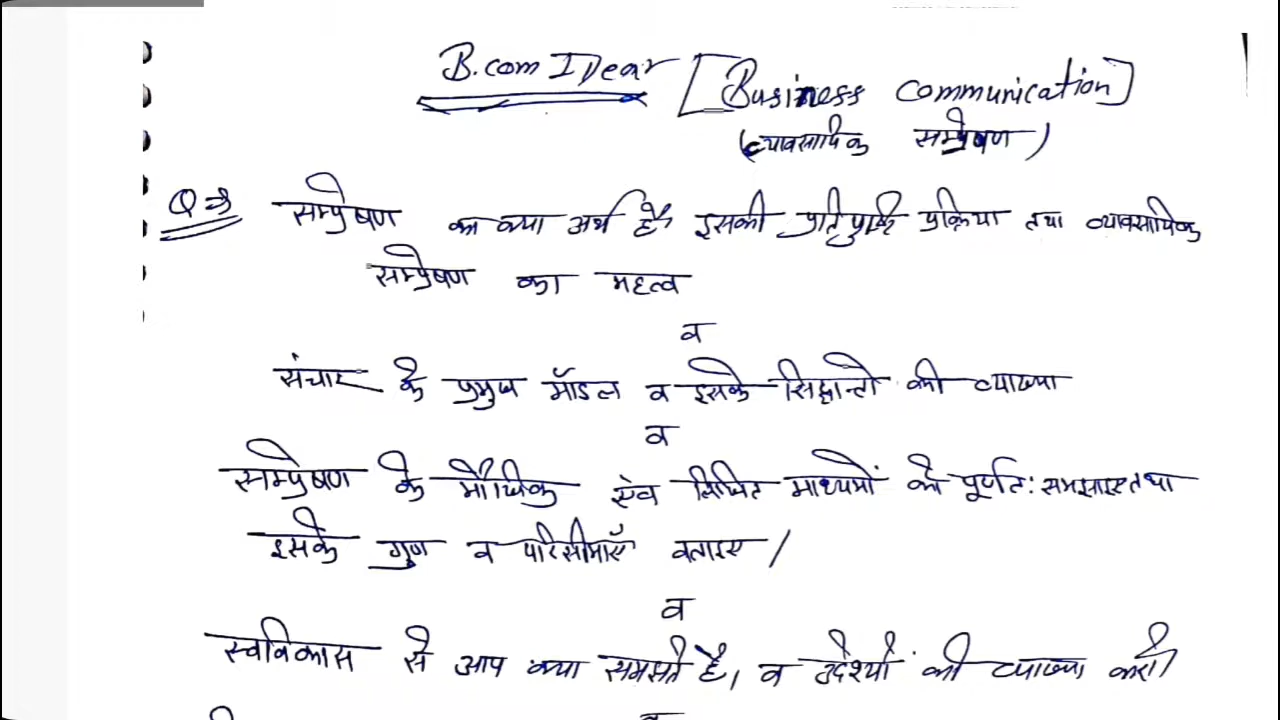 B.com I Year [Business Communication]
(व्यावसायिक सम्प्रेषण)
Q⇒ सम्प्रेषण का क्या अर्थ है इसकी प्रतिपुष्टि प्रक्रिया तथा व्यावसायिक
सम्प्रेषण का महत्व
व
संचार के प्रमुख मॉडल व इसके सिद्धान्तो की व्याख्या
व
सम्प्रेषण के मौखिक एंव लिखित माध्यमों को पूर्णत: समझाइए तथा
इसके गुण व परिसीमाएँ बताइए /
व
स्वविकास से आप क्या समझते है, व उद्देश्यों की व्याख्या करो।
व